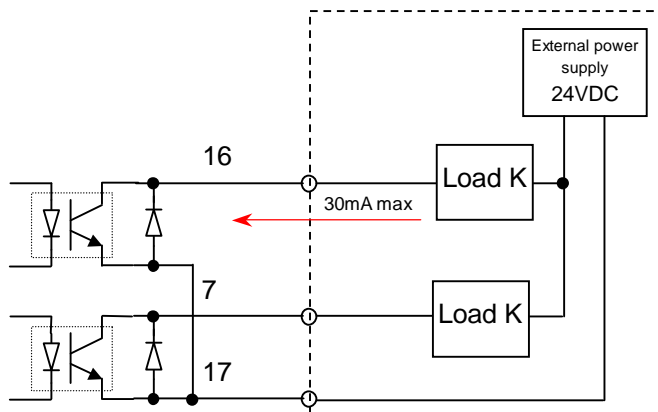 External power
supply
24VDC
16
Load K
30mA max
7
Load K
17